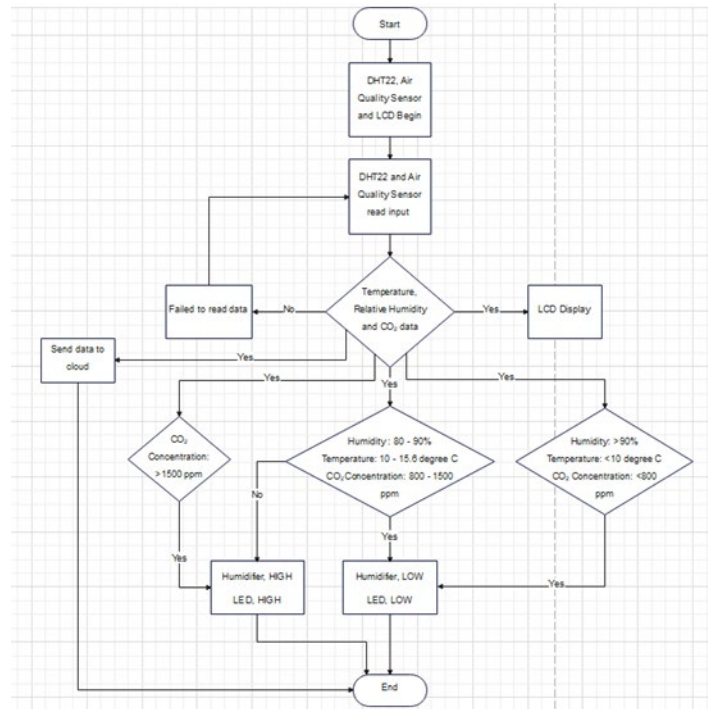 Start
DHT22, Air
Quality Sensor
and LCD Begin
DHT22 and Air
Quality Sensor
read input
Temperature,
Relative Humidity
and CO₂ data
Failed to read data
No
Yes
LCD Display
Send data to
cloud
Yes
Yes
Yes
Yes
CO₂
Concentration:
>1500 ppm
Humidity: 80 - 90%
Temperature: 10 - 15.6 degree C
CO₂ Concentration: 800 - 1500
ppm
Humidity: >90%
Temperature: <10 degree C
CO₂ Concentration: <800
ppm
No
Yes
Yes
Yes
Humidifier, HIGH
LED, HIGH
Humidifier, LOW
LED, LOW
End